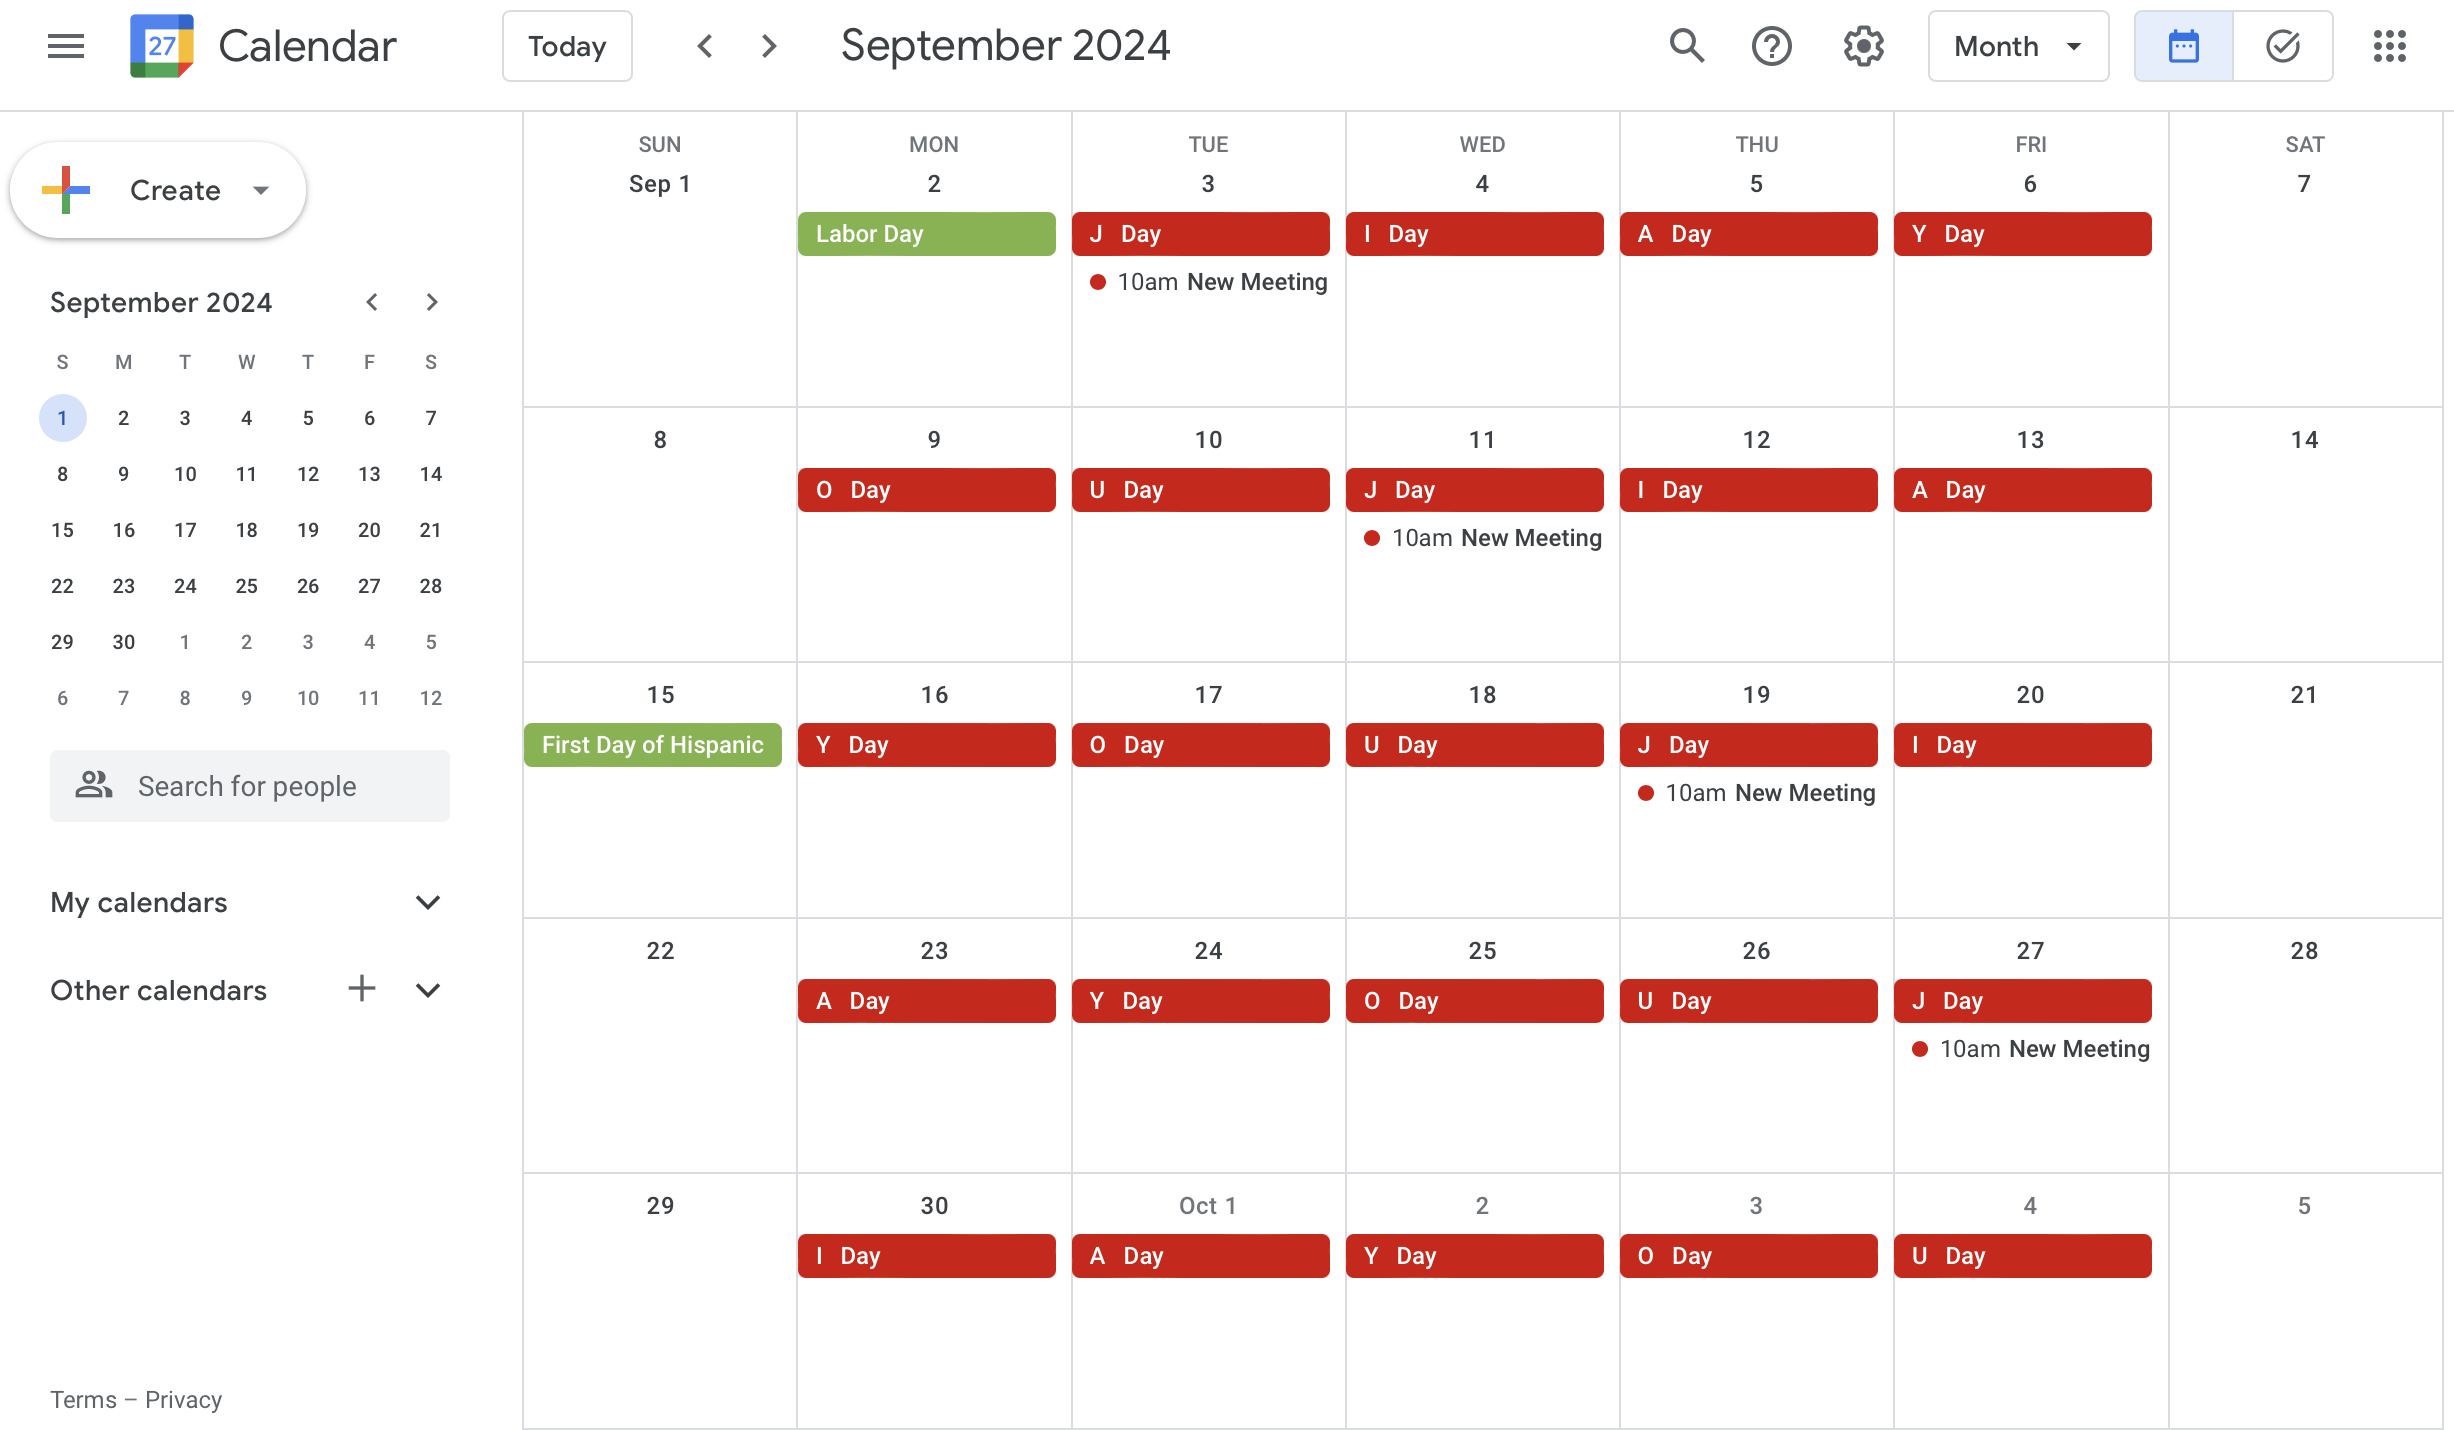 27 Calendar Today September 2024 Month
Create
September 2024
S M T W T F S
1 2 3 4 5 6 7
8 9 10 11 12 13 14
15 16 17 18 19 20 21
22 23 24 25 26 27 28
29 30 1 2 3 4 5
6 7 8 9 10 11 12
Search for people
My calendars
Other calendars
Terms – Privacy
SUN MON TUE WED THU FRI SAT
Sep 1 2 3 4 5 6 7
Labor Day J Day I Day A Day Y Day
10am New Meeting
8 9 10 11 12 13 14
O Day U Day J Day I Day A Day
10am New Meeting
15 16 17 18 19 20 21
First Day of Hispanic Y Day O Day U Day J Day I Day
10am New Meeting
22 23 24 25 26 27 28
A Day Y Day O Day U Day J Day
10am New Meeting
29 30 Oct 1 2 3 4 5
I Day A Day Y Day O Day U Day